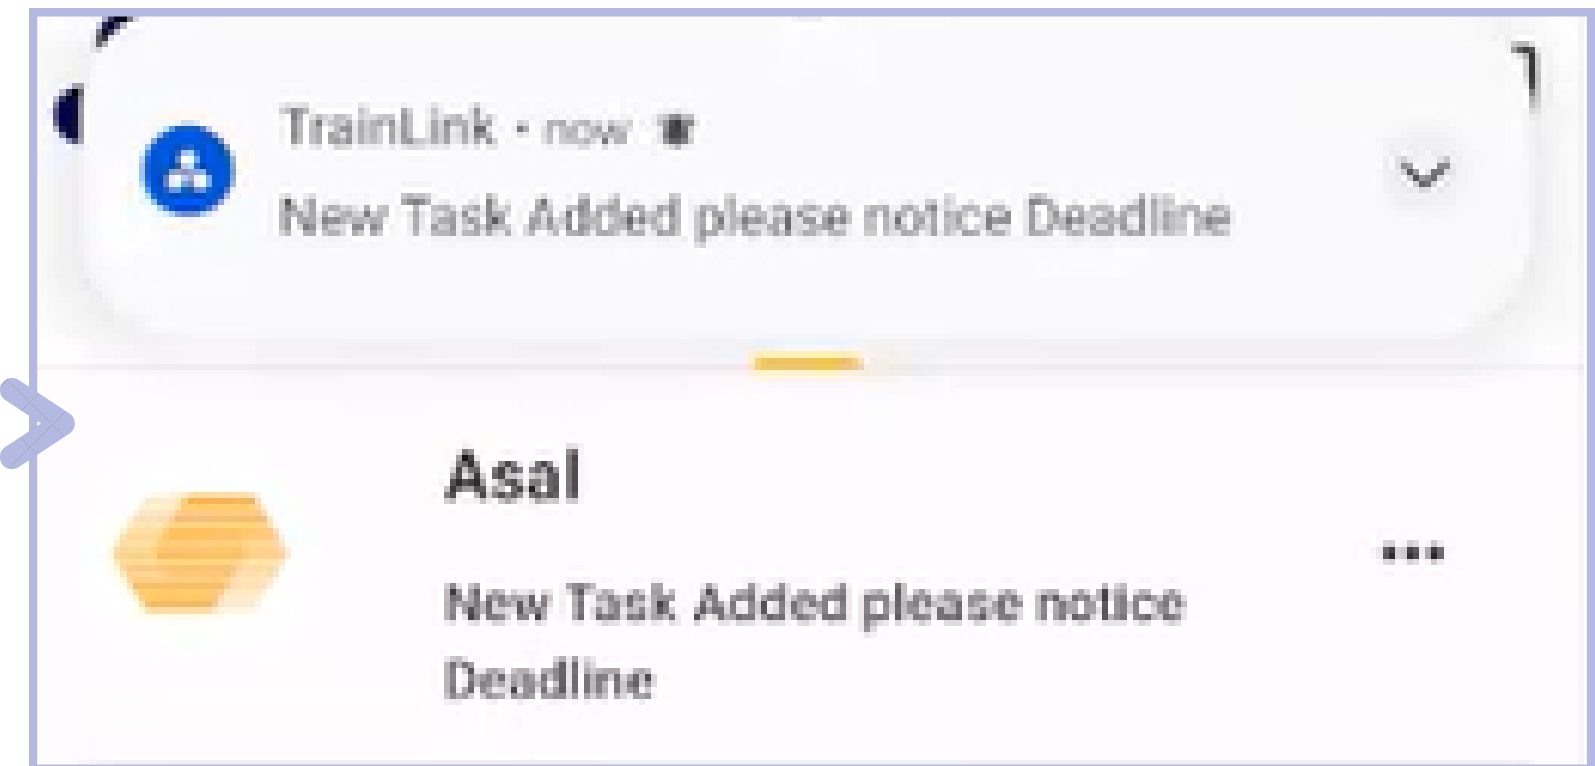 TrainLink • now
New Task Added please notice Deadline
Asal
New Task Added please notice
Deadline